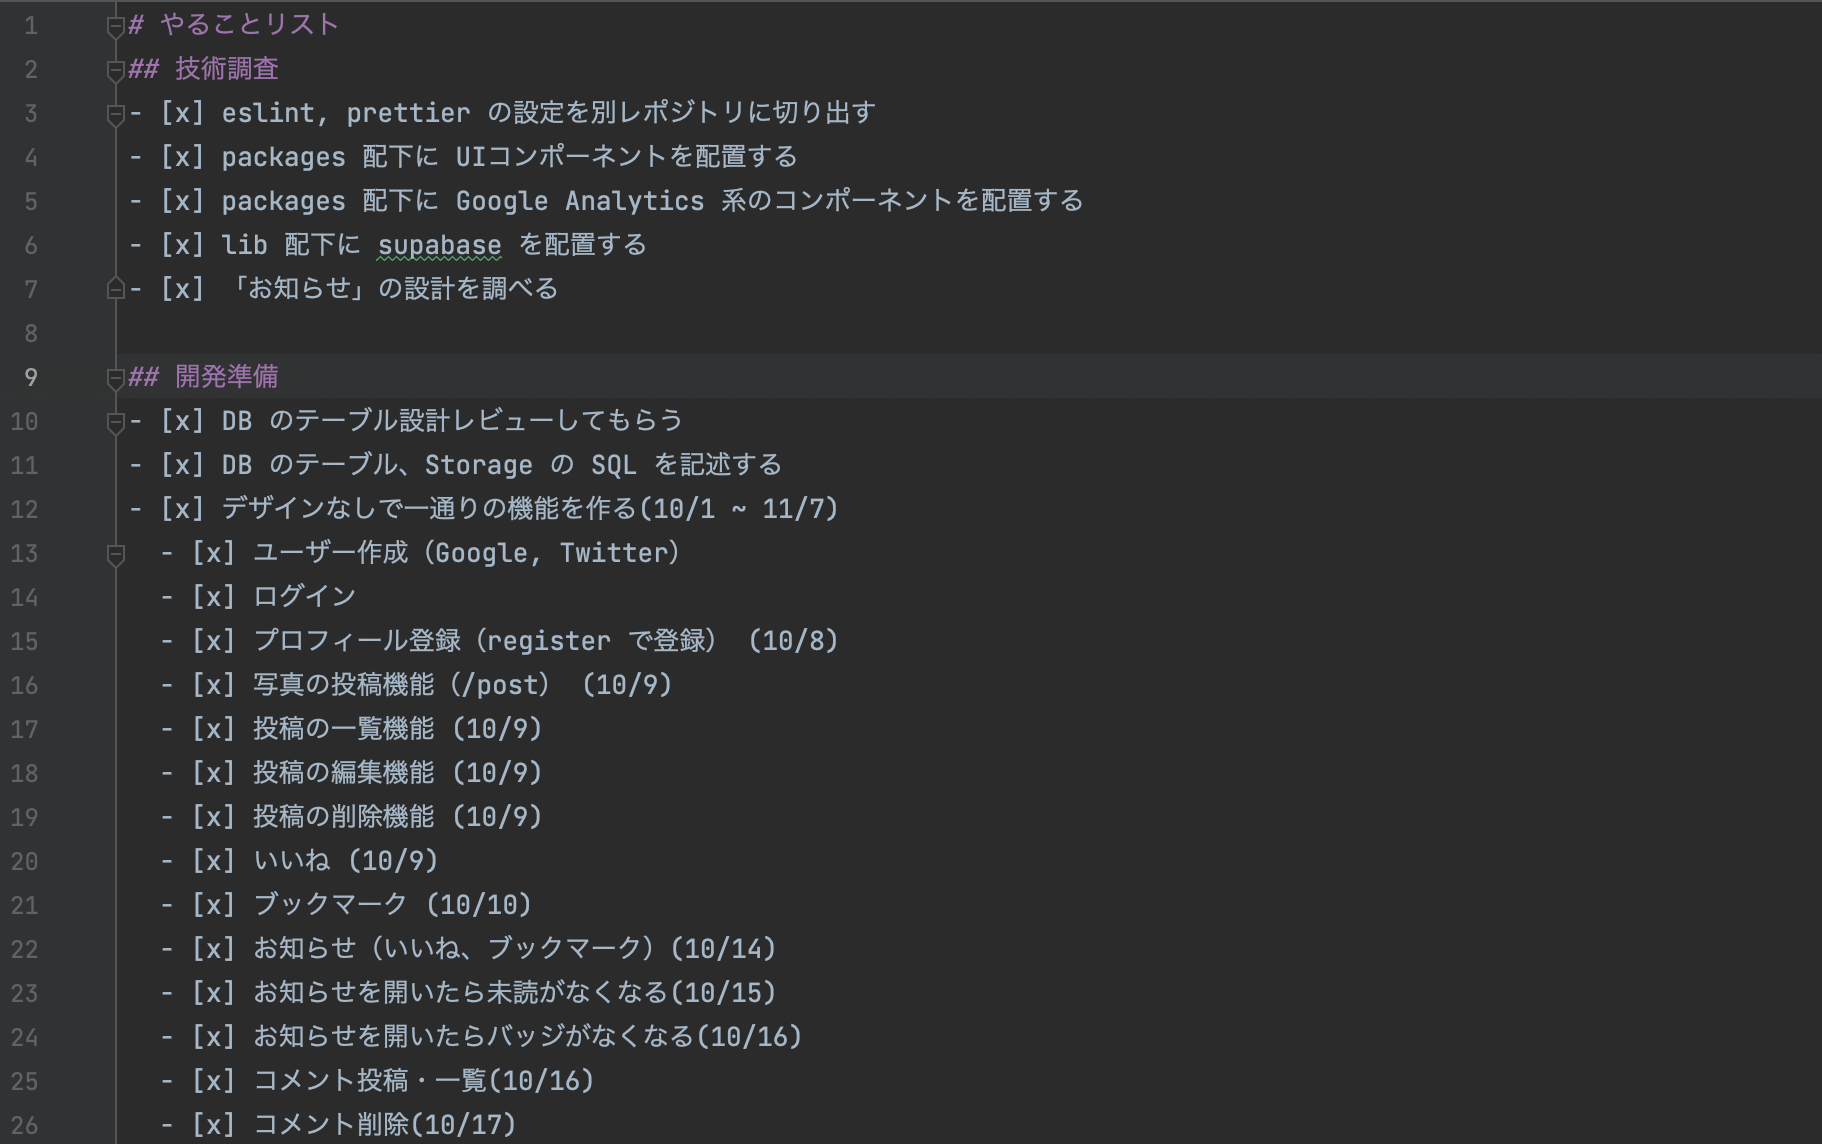 1 # やることリスト
2 ## 技術調査
3 - [x] eslint, prettier の設定を別レポジトリに切り出す
4 - [x] packages 配下に UIコンポーネントを配置する
5 - [x] packages 配下に Google Analytics 系のコンポーネントを配置する
6 - [x] lib 配下に supabase を配置する
7 - [x] 「お知らせ」の設計を調べる
8
9 ## 開発準備
10 - [x] DB のテーブル設計レビューしてもらう
11 - [x] DB のテーブル、Storage の SQL を記述する
12 - [x] デザインなしで一通りの機能を作る(10/1 ~ 11/7)
13 - [x] ユーザー作成（Google, Twitter）
14 - [x] ログイン
15 - [x] プロフィール登録（register で登録） (10/8)
16 - [x] 写真の投稿機能（/post） (10/9)
17 - [x] 投稿の一覧機能 (10/9)
18 - [x] 投稿の編集機能 (10/9)
19 - [x] 投稿の削除機能 (10/9)
20 - [x] いいね (10/9)
21 - [x] ブックマーク (10/10)
22 - [x] お知らせ（いいね、ブックマーク）(10/14)
23 - [x] お知らせを開いたら未読がなくなる(10/15)
24 - [x] お知らせを開いたらバッジがなくなる(10/16)
25 - [x] コメント投稿・一覧(10/16)
26 - [x] コメント削除(10/17)